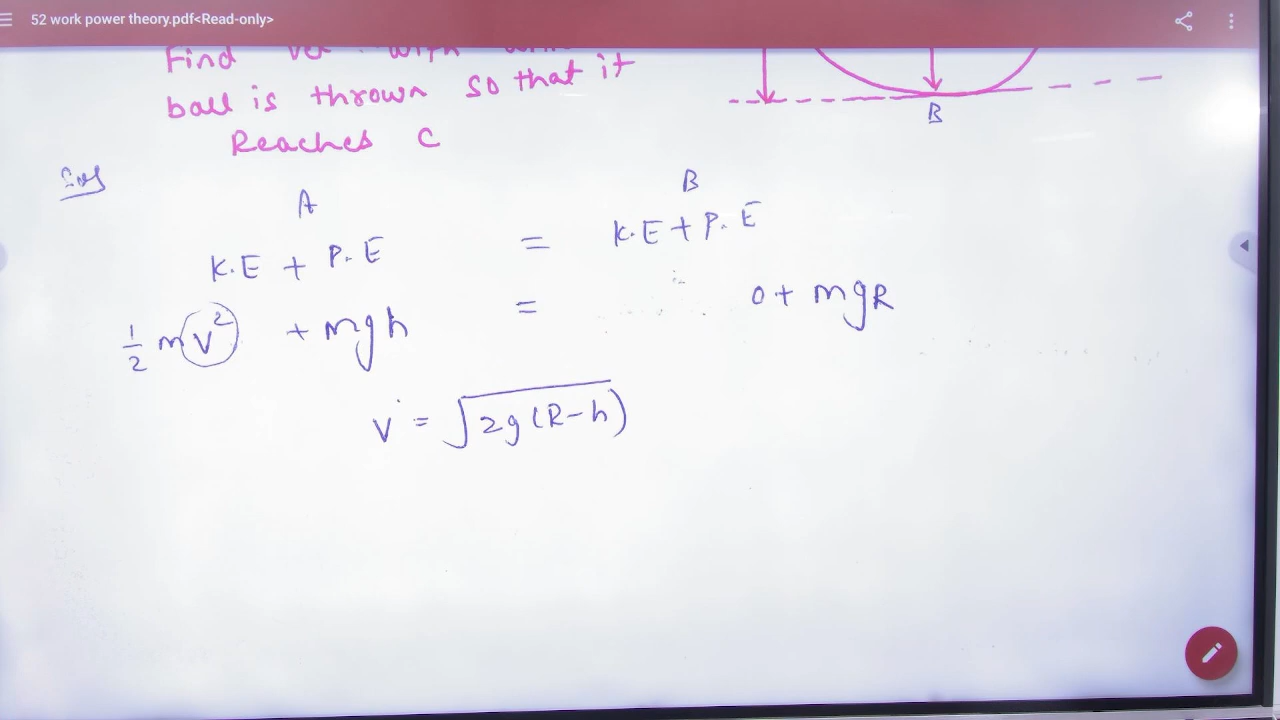 52 work power theory.pdf<Read-only>
Find with
ball is thrown so that it
Reaches C
B
Sol
A B
K.E + P.E = K.E + P.E
1/2 mv² + mgh = 0 + mgR
v = √2g(R-h)